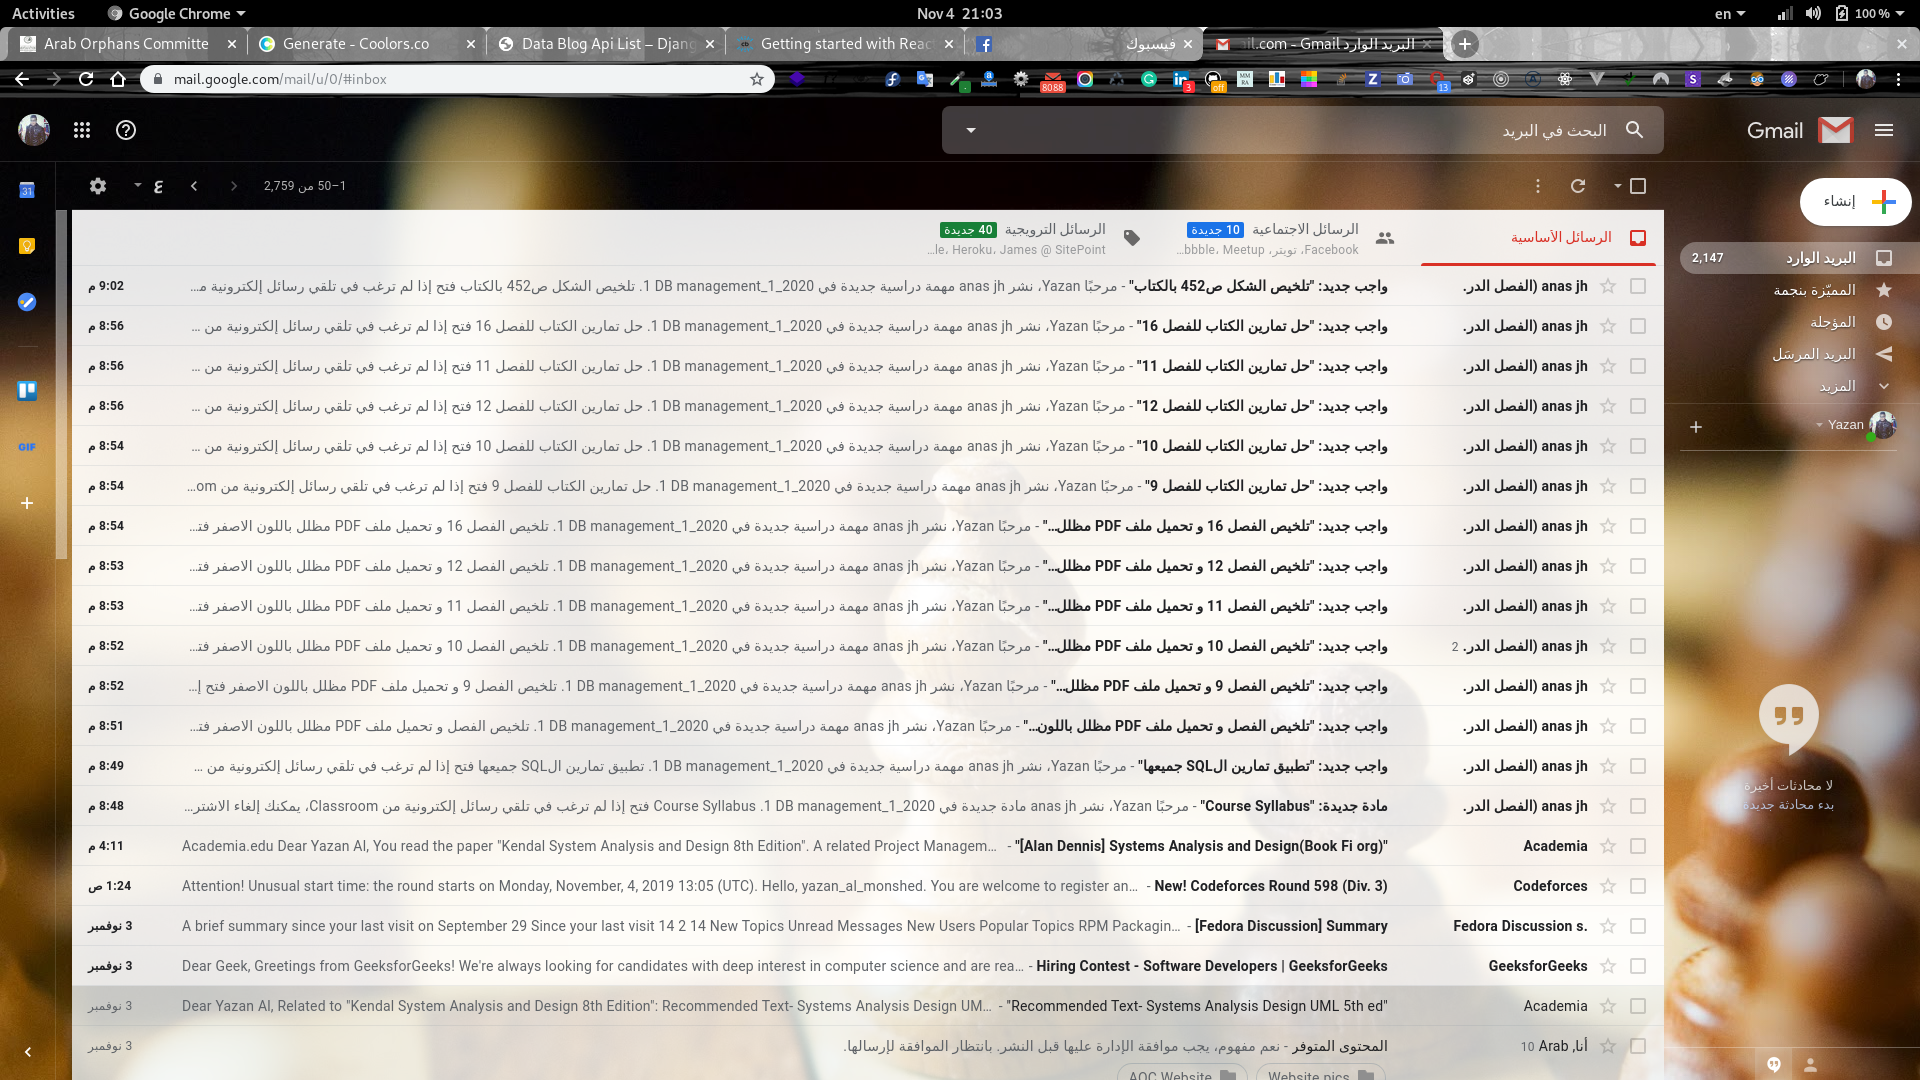 Activities
Google Chrome
Nov 4 21:03
en
100 %
Arab Orphans Committe
Generate - Coolors.co
Data Blog Api List – Djang
Getting started with Reac
فيسبوك
البريد الوارد - il.com - Gmail
mail.google.com/mail/u/0/#inbox
8088
3
off
13
البحث في البريد
Gmail
1–50 من 2,759
ع
إنشاء
الرسائل الأساسية
الرسائل الاجتماعية 10 جديدة
Facebook، تويتر، bbble، Meetup...
الرسائل الترويجية 40 جديدة
le، Heroku، James @ SitePoint...
البريد الوارد 2,147
المميّزة بنجمة
المؤجلة
البريد المرسَل
المزيد
Yazan
لا محادثات أخيرة
بدء محادثة جديدة
31
GIF
anas jh (الفصل الدر. واجب جديد: "تلخيص الشكل ص452 بالكتاب" - مرحبًا Yazan، نشر anas jh مهمة دراسية جديدة في DB management_1_2020 1. تلخيص الشكل ص452 بالكتاب فتح إذا لم ترغب في تلقي رسائل إلكترونية مـ... 9:02 م
anas jh (الفصل الدر. واجب جديد: "حل تمارين الكتاب للفصل 16" - مرحبًا Yazan، نشر anas jh مهمة دراسية جديدة في DB management_1_2020 1. حل تمارين الكتاب للفصل 16 فتح إذا لم ترغب في تلقي رسائل إلكترونية من ... 8:56 م
anas jh (الفصل الدر. واجب جديد: "حل تمارين الكتاب للفصل 11" - مرحبًا Yazan، نشر anas jh مهمة دراسية جديدة في DB management_1_2020 1. حل تمارين الكتاب للفصل 11 فتح إذا لم ترغب في تلقي رسائل إلكترونية من ... 8:56 م
anas jh (الفصل الدر. واجب جديد: "حل تمارين الكتاب للفصل 12" - مرحبًا Yazan، نشر anas jh مهمة دراسية جديدة في DB management_1_2020 1. حل تمارين الكتاب للفصل 12 فتح إذا لم ترغب في تلقي رسائل إلكترونية من ... 8:56 م
anas jh (الفصل الدر. واجب جديد: "حل تمارين الكتاب للفصل 10" - مرحبًا Yazan، نشر anas jh مهمة دراسية جديدة في DB management_1_2020 1. حل تمارين الكتاب للفصل 10 فتح إذا لم ترغب في تلقي رسائل إلكترونية من ... 8:54 م
anas jh (الفصل الدر. واجب جديد: "حل تمارين الكتاب للفصل 9" - مرحبًا Yazan، نشر anas jh مهمة دراسية جديدة في DB management_1_2020 1. حل تمارين الكتاب للفصل 9 فتح إذا لم ترغب في تلقي رسائل إلكترونية من om... 8:54 م
anas jh (الفصل الدر. واجب جديد: "تلخيص الفصل 16 و تحميل ملف PDF مظلل..." - مرحبًا Yazan، نشر anas jh مهمة دراسية جديدة في DB management_1_2020 1. تلخيص الفصل 16 و تحميل ملف PDF مظلل باللون الاصفر فتـ... 8:54 م
anas jh (الفصل الدر. واجب جديد: "تلخيص الفصل 12 و تحميل ملف PDF مظلل..." - مرحبًا Yazan، نشر anas jh مهمة دراسية جديدة في DB management_1_2020 1. تلخيص الفصل 12 و تحميل ملف PDF مظلل باللون الاصفر فتـ... 8:53 م
anas jh (الفصل الدر. واجب جديد: "تلخيص الفصل 11 و تحميل ملف PDF مظلل..." - مرحبًا Yazan، نشر anas jh مهمة دراسية جديدة في DB management_1_2020 1. تلخيص الفصل 11 و تحميل ملف PDF مظلل باللون الاصفر فتـ... 8:53 م
anas jh (الفصل الدر. 2 واجب جديد: "تلخيص الفصل 10 و تحميل ملف PDF مظلل..." - مرحبًا Yazan، نشر anas jh مهمة دراسية جديدة في DB management_1_2020 1. تلخيص الفصل 10 و تحميل ملف PDF مظلل باللون الاصفر فتـ... 8:52 م
anas jh (الفصل الدر. واجب جديد: "تلخيص الفصل 9 و تحميل ملف PDF مظلل..." - مرحبًا Yazan، نشر anas jh مهمة دراسية جديدة في DB management_1_2020 1. تلخيص الفصل 9 و تحميل ملف PDF مظلل باللون الاصفر فتح إ... 8:52 م
anas jh (الفصل الدر. واجب جديد: "تلخيص الفصل و تحميل ملف PDF مظلل باللون..." - مرحبًا Yazan، نشر anas jh مهمة دراسية جديدة في DB management_1_2020 1. تلخيص الفصل و تحميل ملف PDF مظلل باللون الاصفر فتـ... 8:51 م
anas jh (الفصل الدر. واجب جديد: "تطبيق تمارين الSQL جميعها" - مرحبًا Yazan، نشر anas jh مهمة دراسية جديدة في DB management_1_2020 1. تطبيق تمارين الSQL جميعها فتح إذا لم ترغب في تلقي رسائل إلكترونية من ... 8:49 م
anas jh (الفصل الدر. مادة جديدة: "Course Syllabus" - مرحبًا Yazan، نشر anas jh مادة جديدة في DB management_1_2020 1. Course Syllabus فتح إذا لم ترغب في تلقي رسائل إلكترونية من Classroom، يمكنك إلغاء الاشتر... 8:48 م
Academia "[Alan Dennis] Systems Analysis and Design(Book Fi org)" - Academia.edu Dear Yazan Al, You read the paper "Kendal System Analysis and Design 8th Edition". A related Project Managem... 4:11 م
Codeforces New! Codeforces Round 598 (Div. 3) - Attention! Unusual start time: the round starts on Monday, November, 4, 2019 13:05 (UTC). Hello, yazan_al_monshed. You are welcome to register an... 1:24 ص
Fedora Discussion s. [Fedora Discussion] Summary - A brief summary since your last visit on September 29 Since your last visit 14 2 14 New Topics Unread Messages New Users Popular Topics RPM Packagin... 3 نوفمبر
GeeksforGeeks Hiring Contest - Software Developers | GeeksforGeeks - Dear Geek, Greetings from GeeksforGeeks! We're always looking for candidates with deep interest in computer science and are rea... 3 نوفمبر
Academia "Recommended Text- Systems Analysis Design UML 5th ed" - Dear Yazan Al, Related to "Kendal System Analysis and Design 8th Edition": Recommended Text- Systems Analysis Design UM... 3 نوفمبر
أنا, Arab 10 المحتوى المتوفر - نعم مفهوم، يجب موافقة الإدارة عليها قبل النشر. بانتظار الموافقة لإرسالها. 3 نوفمبر
Website pics
AOC Website